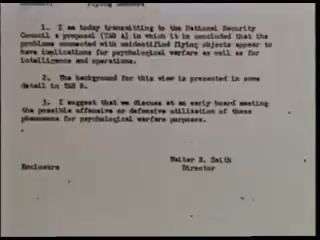 Flying Saucers
1. I am today transmitting to the National Security
Council a proposal (TAB A) in which it is concluded that the
problems connected with unidentified flying objects appear to
have implications for psychological warfare as well as for
intelligence and operations.
2. The background for this view is presented in some
detail in TAB B.
3. I suggest that we discuss at an early board meeting
the possible offensive or defensive utilization of these
phenomena for psychological warfare purposes.
Enclosure
Walter B. Smith
Director